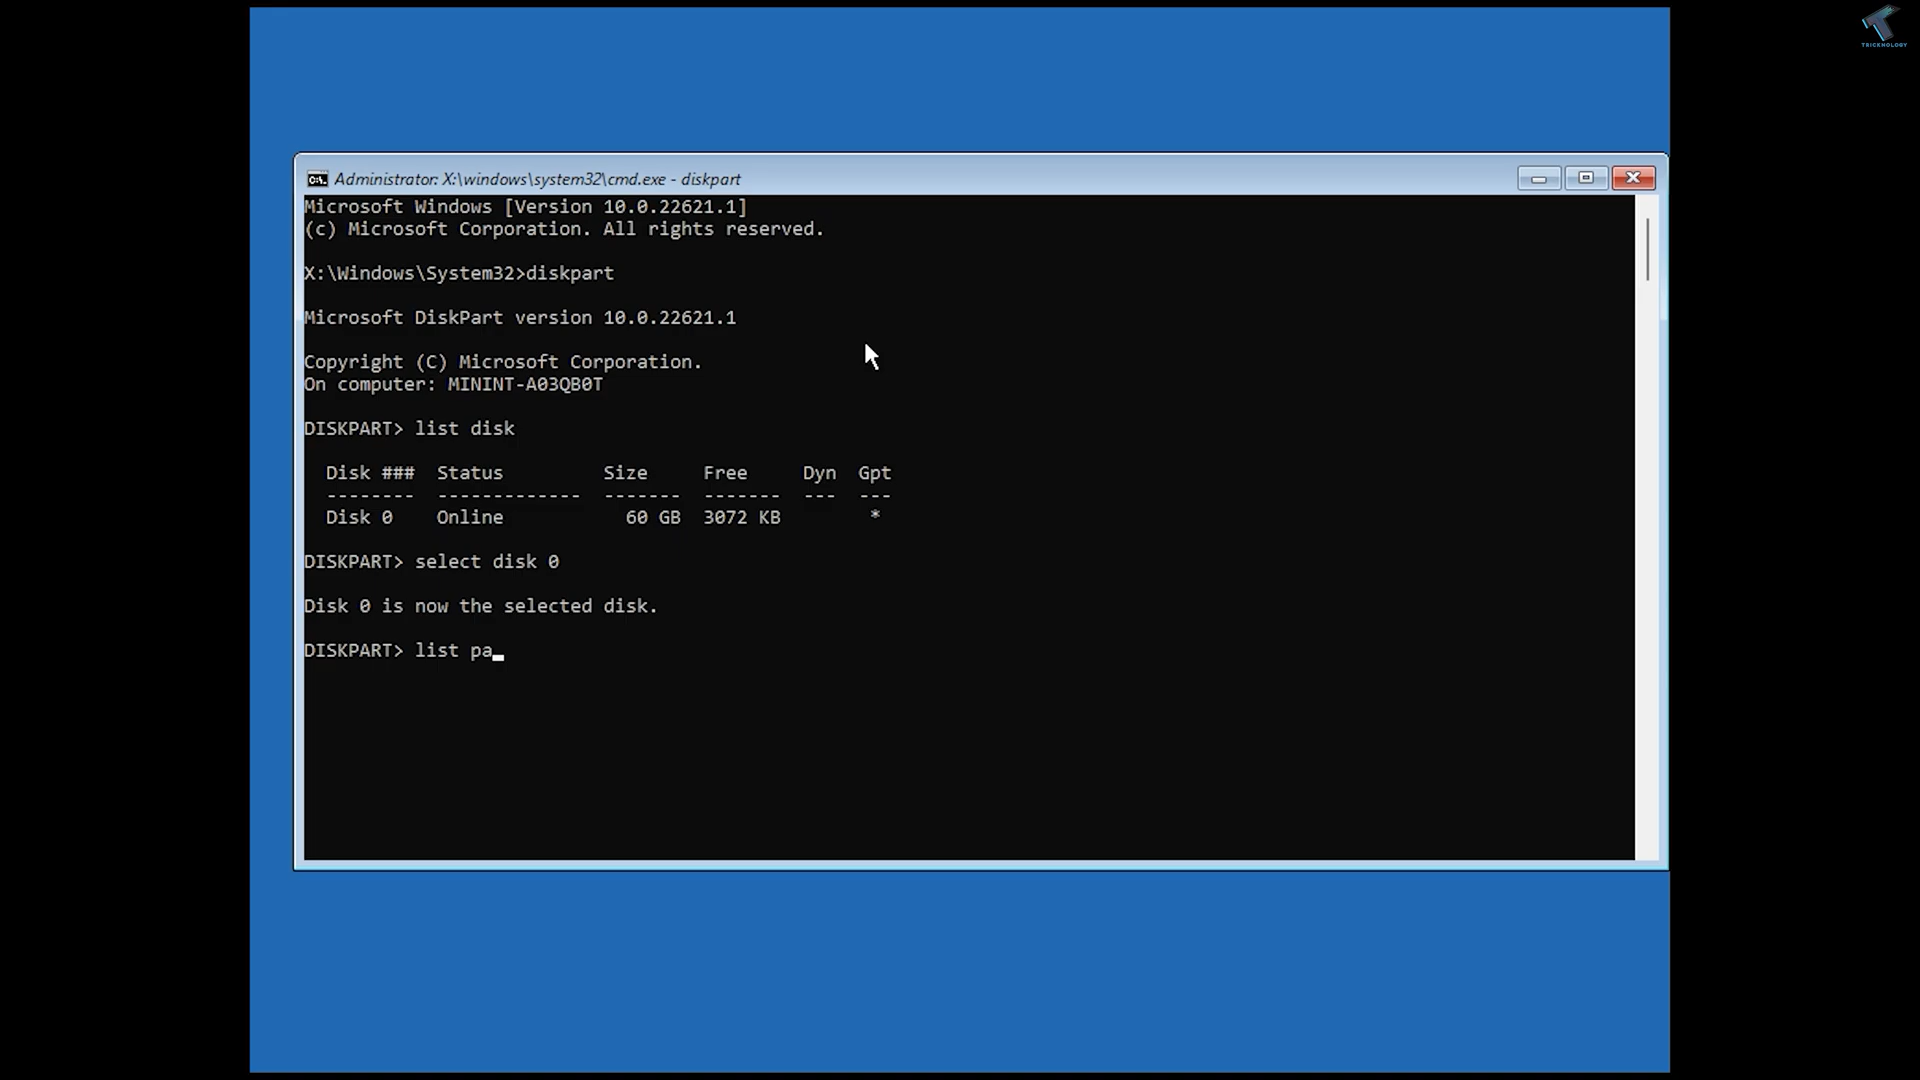 TRICKNOLOGY
Administrator: X:\windows\system32\cmd.exe - diskpart
Microsoft Windows [Version 10.0.22621.1]
(c) Microsoft Corporation. All rights reserved.
X:\Windows\System32>diskpart
Microsoft DiskPart version 10.0.22621.1
Copyright (C) Microsoft Corporation.
On computer: MININT-A03QB0T
DISKPART> list disk
  Disk ###  Status         Size     Free     Dyn  Gpt
  --------  -------------  -------  -------  ---  ---
  Disk 0    Online           60 GB  3072 KB        *
DISKPART> select disk 0
Disk 0 is now the selected disk.
DISKPART> list pa